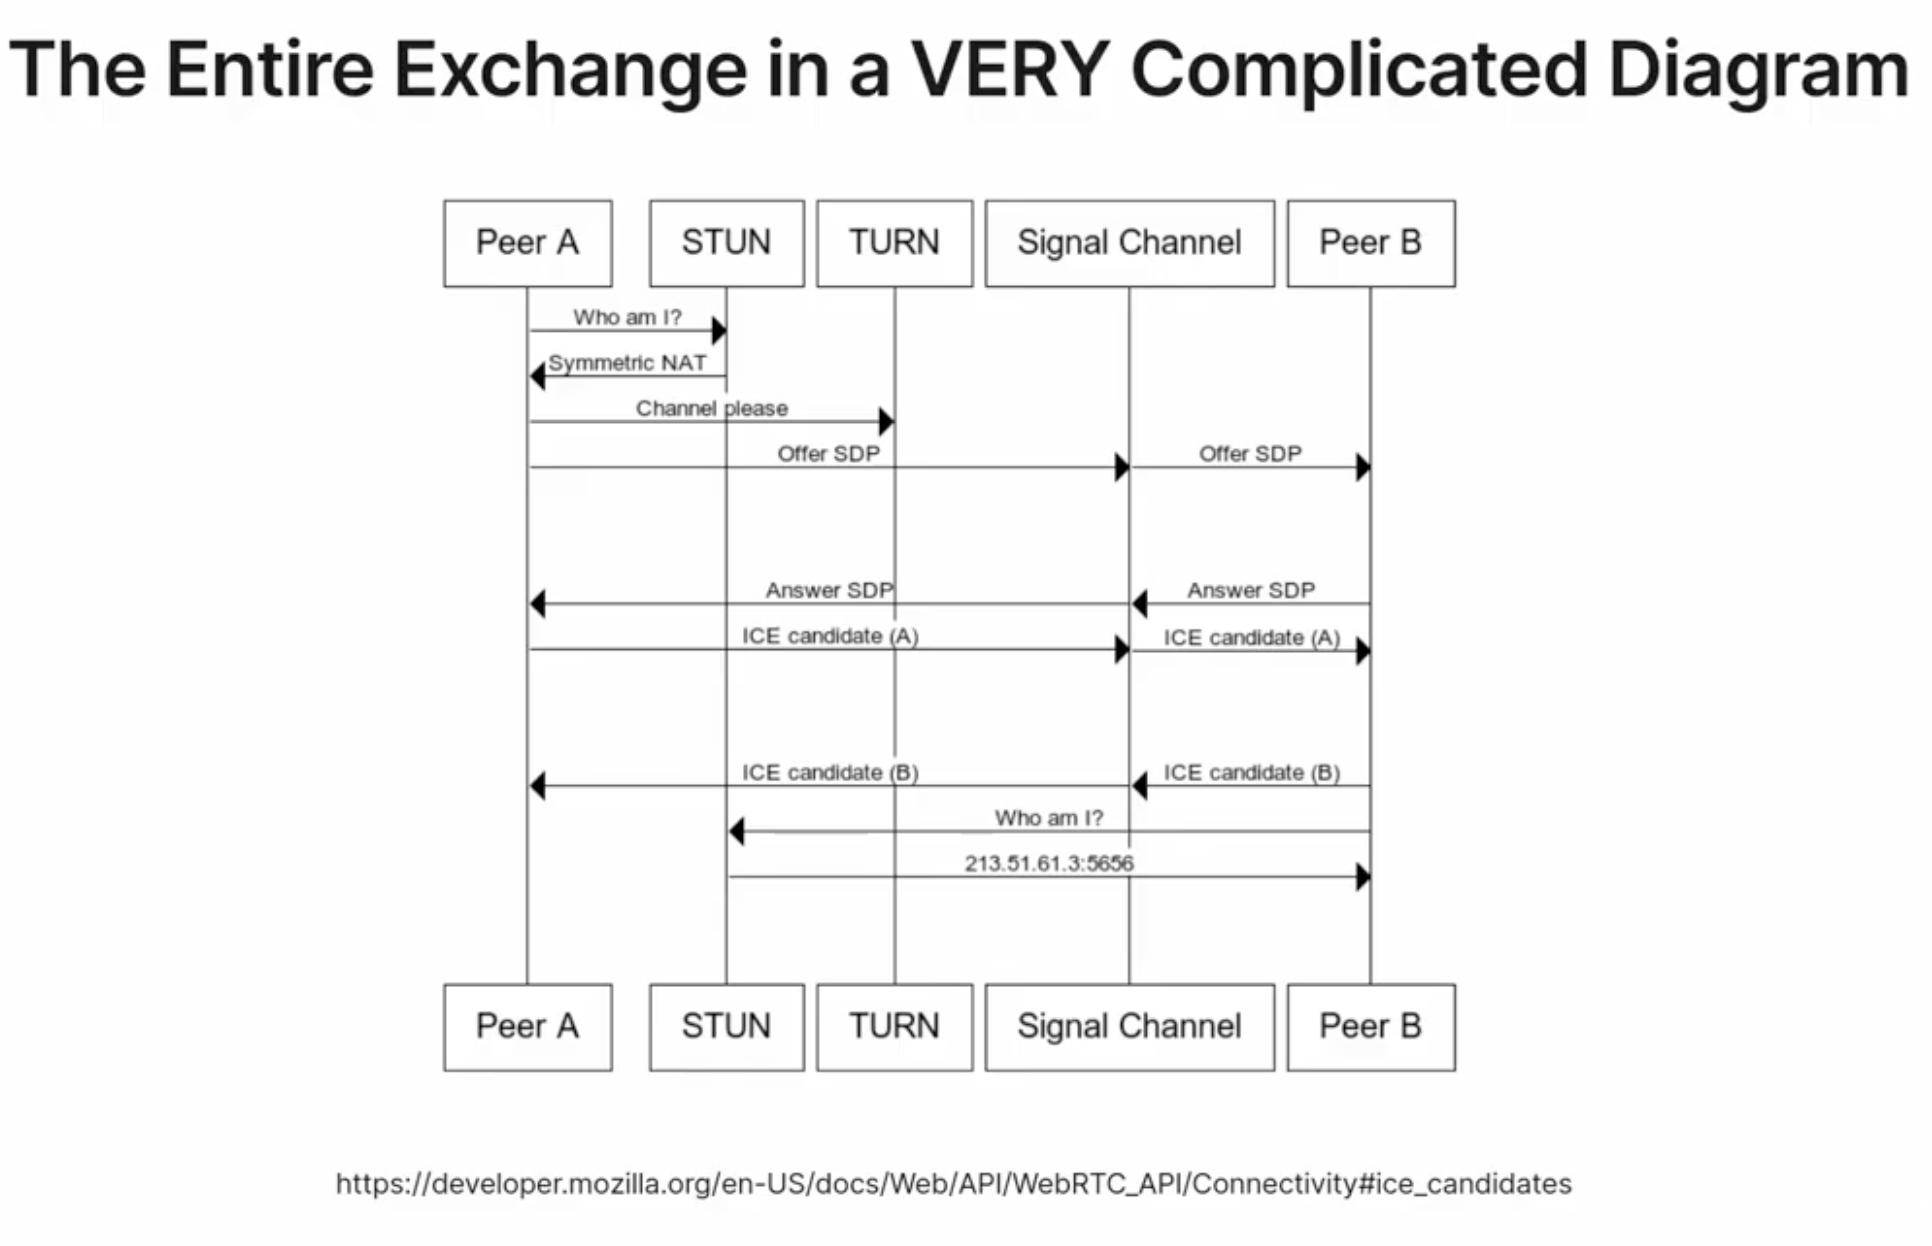 The Entire Exchange in a VERY Complicated Diagram
Peer A
STUN
TURN
Signal Channel
Peer B
Who am I?
Symmetric NAT
Channel please
Offer SDP
Offer SDP
Answer SDP
Answer SDP
ICE candidate (A)
ICE candidate (A)
ICE candidate (B)
ICE candidate (B)
Who am I?
213.51.61.3:5656
Peer A
STUN
TURN
Signal Channel
Peer B
https://developer.mozilla.org/en-US/docs/Web/API/WebRTC_API/Connectivity#ice_candidates